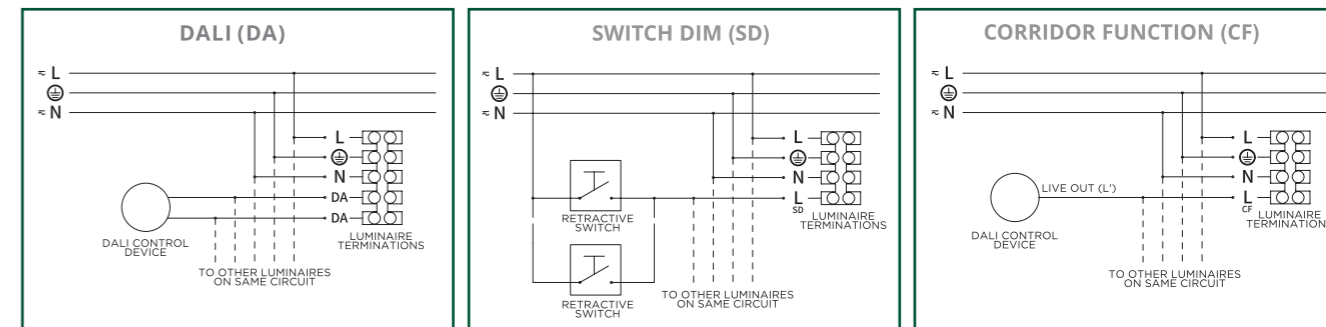 DALI (DA)
≂ L
≂ N
L
N
DA
DA
DALI CONTROL
DEVICE
LUMINAIRE
TERMINATIONS
TO OTHER LUMINAIRES
ON SAME CIRCUIT
SWITCH DIM (SD)
≂ L
≂ N
L
N
L
SD
RETRACTIVE
SWITCH
LUMINAIRE
TERMINATIONS
RETRACTIVE
SWITCH
TO OTHER LUMINAIRES
ON SAME CIRCUIT
CORRIDOR FUNCTION (CF)
≂ L
≂ N
L
N
LIVE OUT (L')
L
CF
DALI CONTROL
DEVICE
LUMINAIRE
TERMINATION
TO OTHER LUMINAIRES
ON SAME CIRCUIT